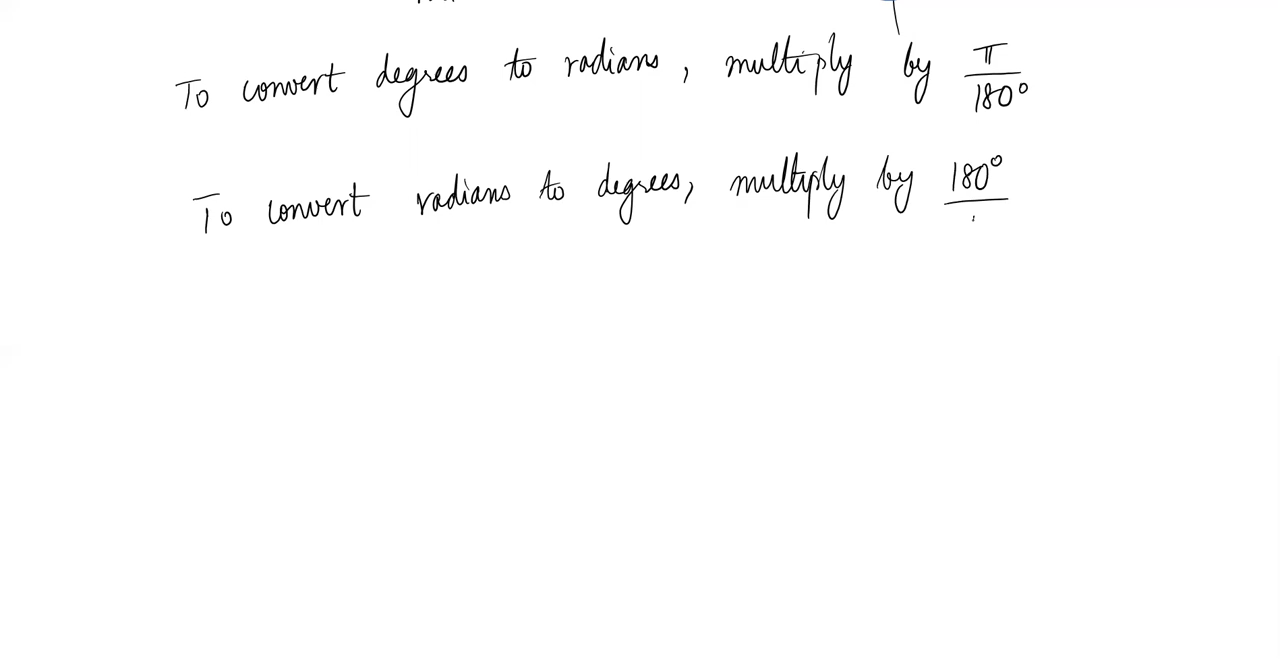 To convert degrees to radians, multiply by π/180°
To convert radians to degrees, multiply by 180°/